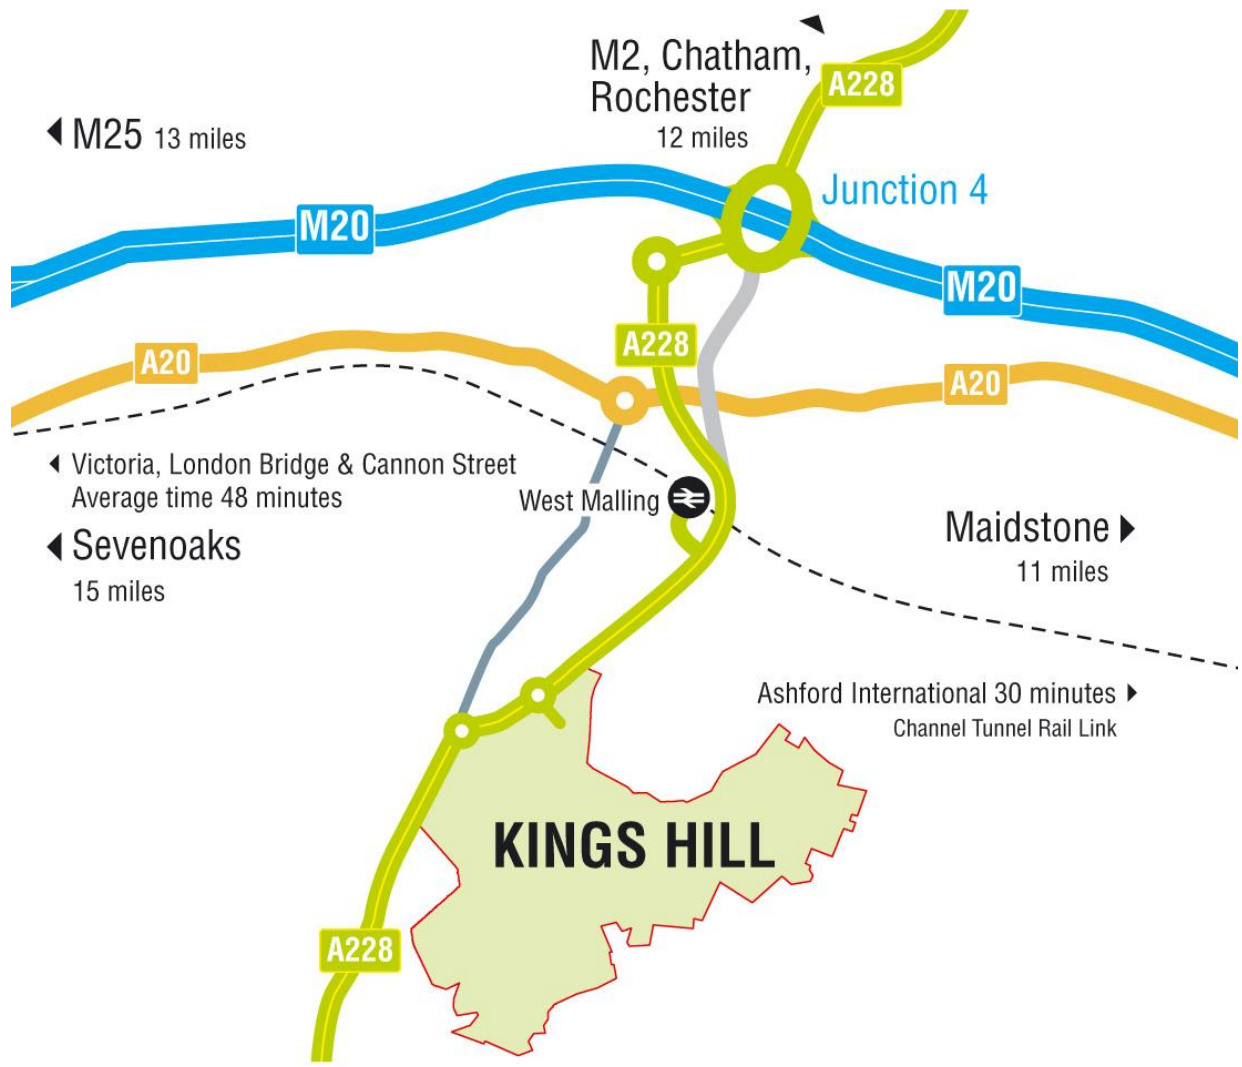 M2, Chatham,
Rochester
12 miles
A228
M25 13 miles
Junction 4
M20
M20
A228
A20
A20
Victoria, London Bridge & Cannon Street
Average time 48 minutes
West Malling
Sevenoaks
15 miles
Maidstone
11 miles
Ashford International 30 minutes
Channel Tunnel Rail Link
KINGS HILL
A228